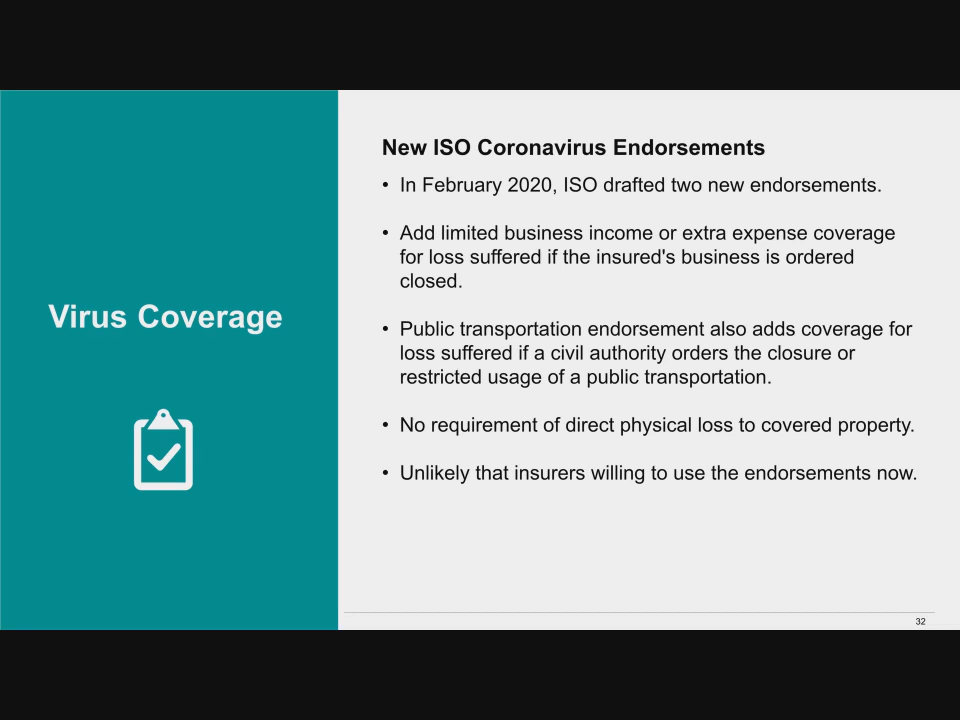 Virus Coverage
New ISO Coronavirus Endorsements
• In February 2020, ISO drafted two new endorsements.
• Add limited business income or extra expense coverage
for loss suffered if the insured's business is ordered
closed.
• Public transportation endorsement also adds coverage for
loss suffered if a civil authority orders the closure or
restricted usage of a public transportation.
• No requirement of direct physical loss to covered property.
• Unlikely that insurers willing to use the endorsements now.
32